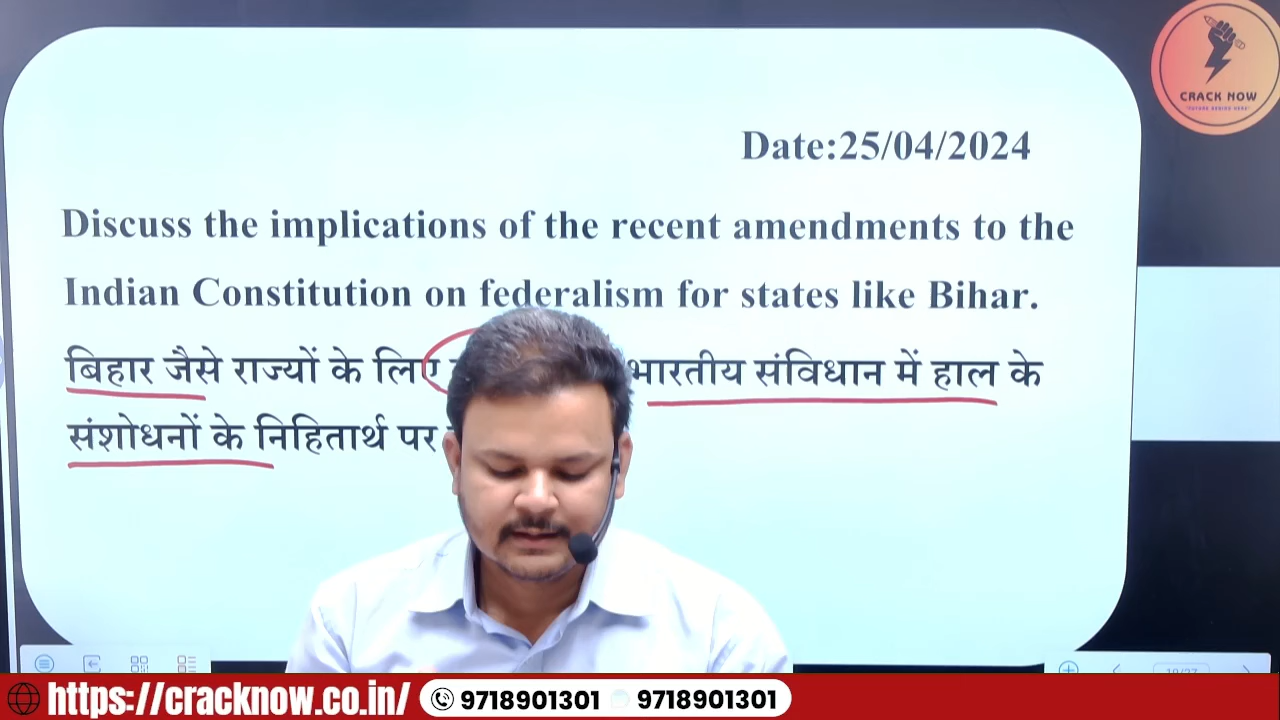 CRACK NOW
Date:25/04/2024
Discuss the implications of the recent amendments to the
Indian Constitution on federalism for states like Bihar.
बिहार जैसे राज्यों के लिए भारतीय संविधान में हाल के
संशोधनों के निहितार्थ पर
https://cracknow.co.in/ 9718901301 9718901301